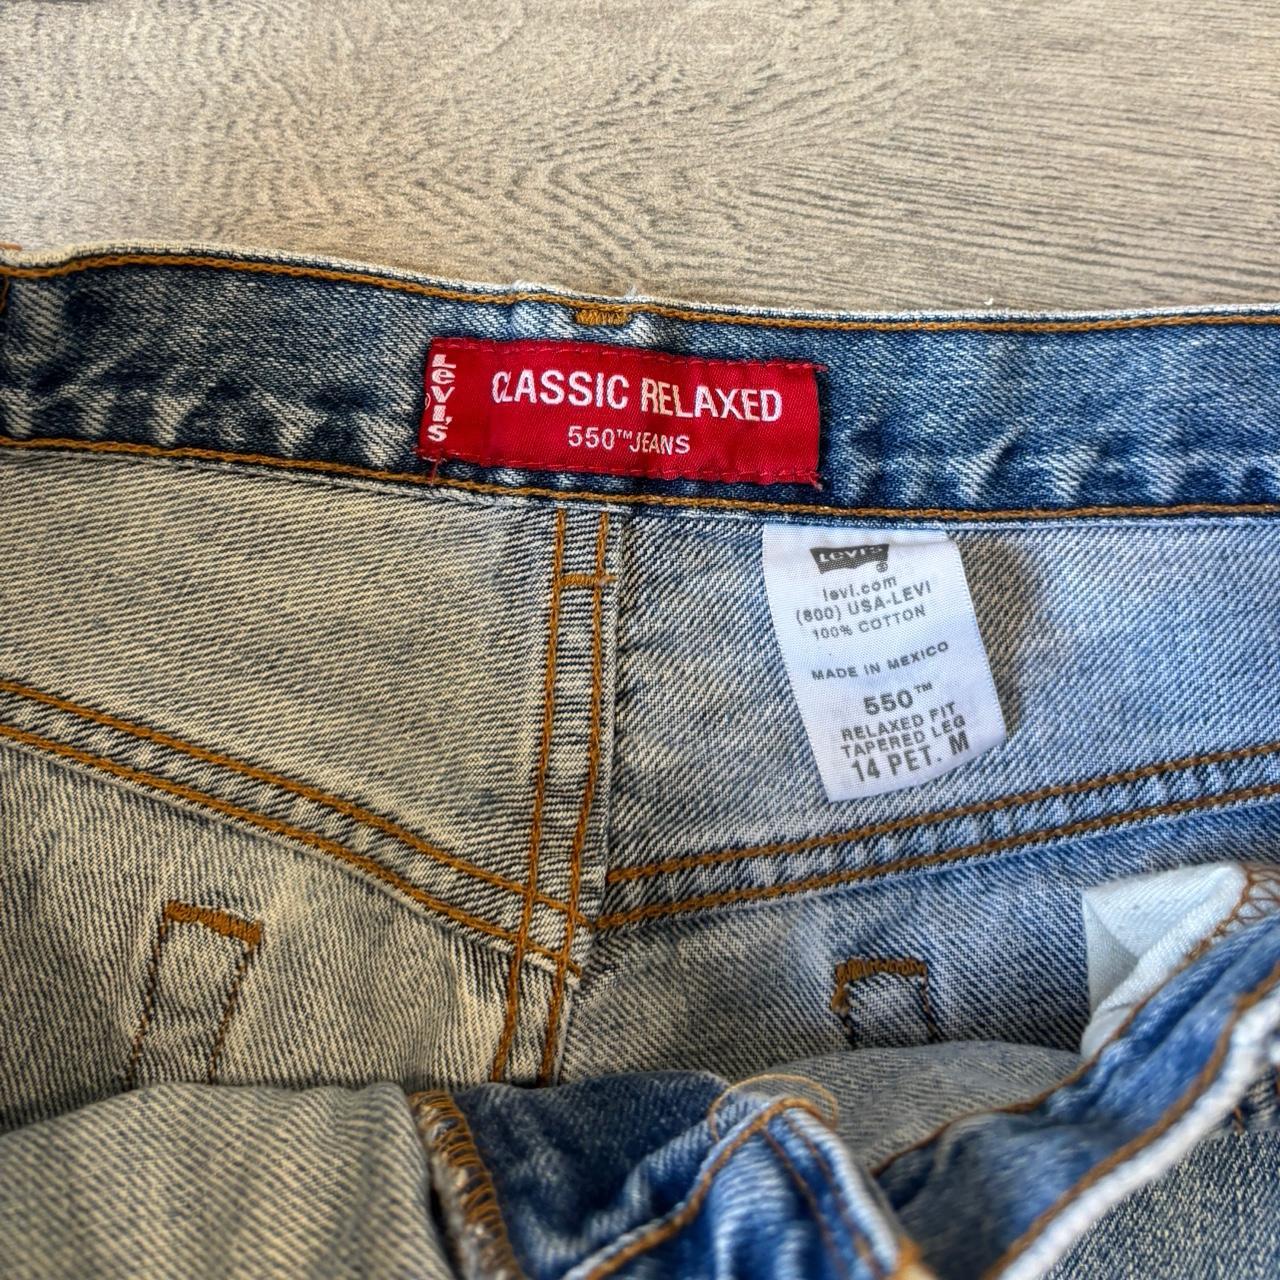 Levi's
CLASSIC RELAXED
550™ JEANS
Levi's®
levi.com
(800) USA-LEVI
100% COTTON
MADE IN MEXICO
550™
RELAXED FIT
TAPERED LEG
14 PET. M